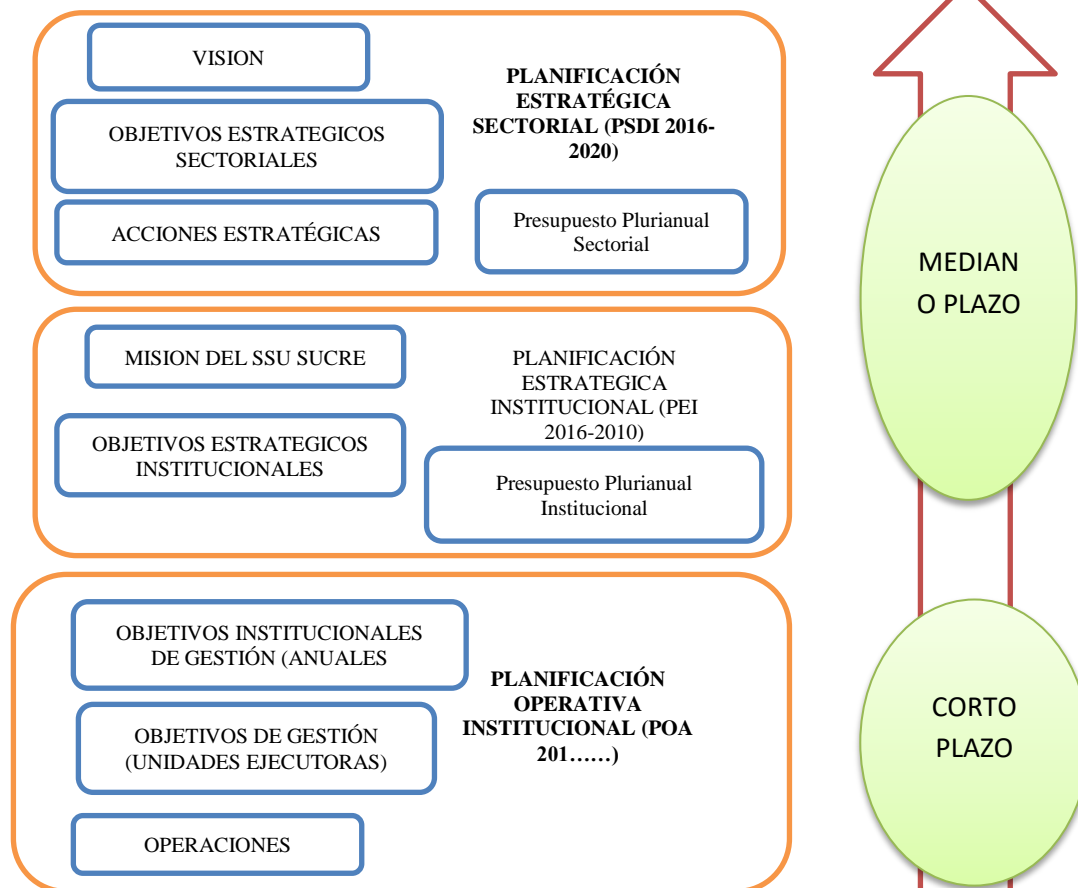 VISION
PLANIFICACIÓN
ESTRATÉGICA
SECTORIAL (PSDI 2016-
2020)
OBJETIVOS ESTRATEGICOS
SECTORIALES
ACCIONES ESTRATÉGICAS
Presupuesto Plurianual
Sectorial
MEDIAN
O PLAZO
MISION DEL SSU SUCRE
PLANIFICACIÓN
ESTRATEGICA
INSTITUCIONAL (PEI
2016-2010)
OBJETIVOS ESTRATEGICOS
INSTITUCIONALES
Presupuesto Plurianual
Institucional
OBJETIVOS INSTITUCIONALES
DE GESTIÓN (ANUALES
PLANIFICACIÓN
OPERATIVA
INSTITUCIONAL (POA
201……)
OBJETIVOS DE GESTIÓN
(UNIDADES EJECUTORAS)
OPERACIONES
CORTO
PLAZO